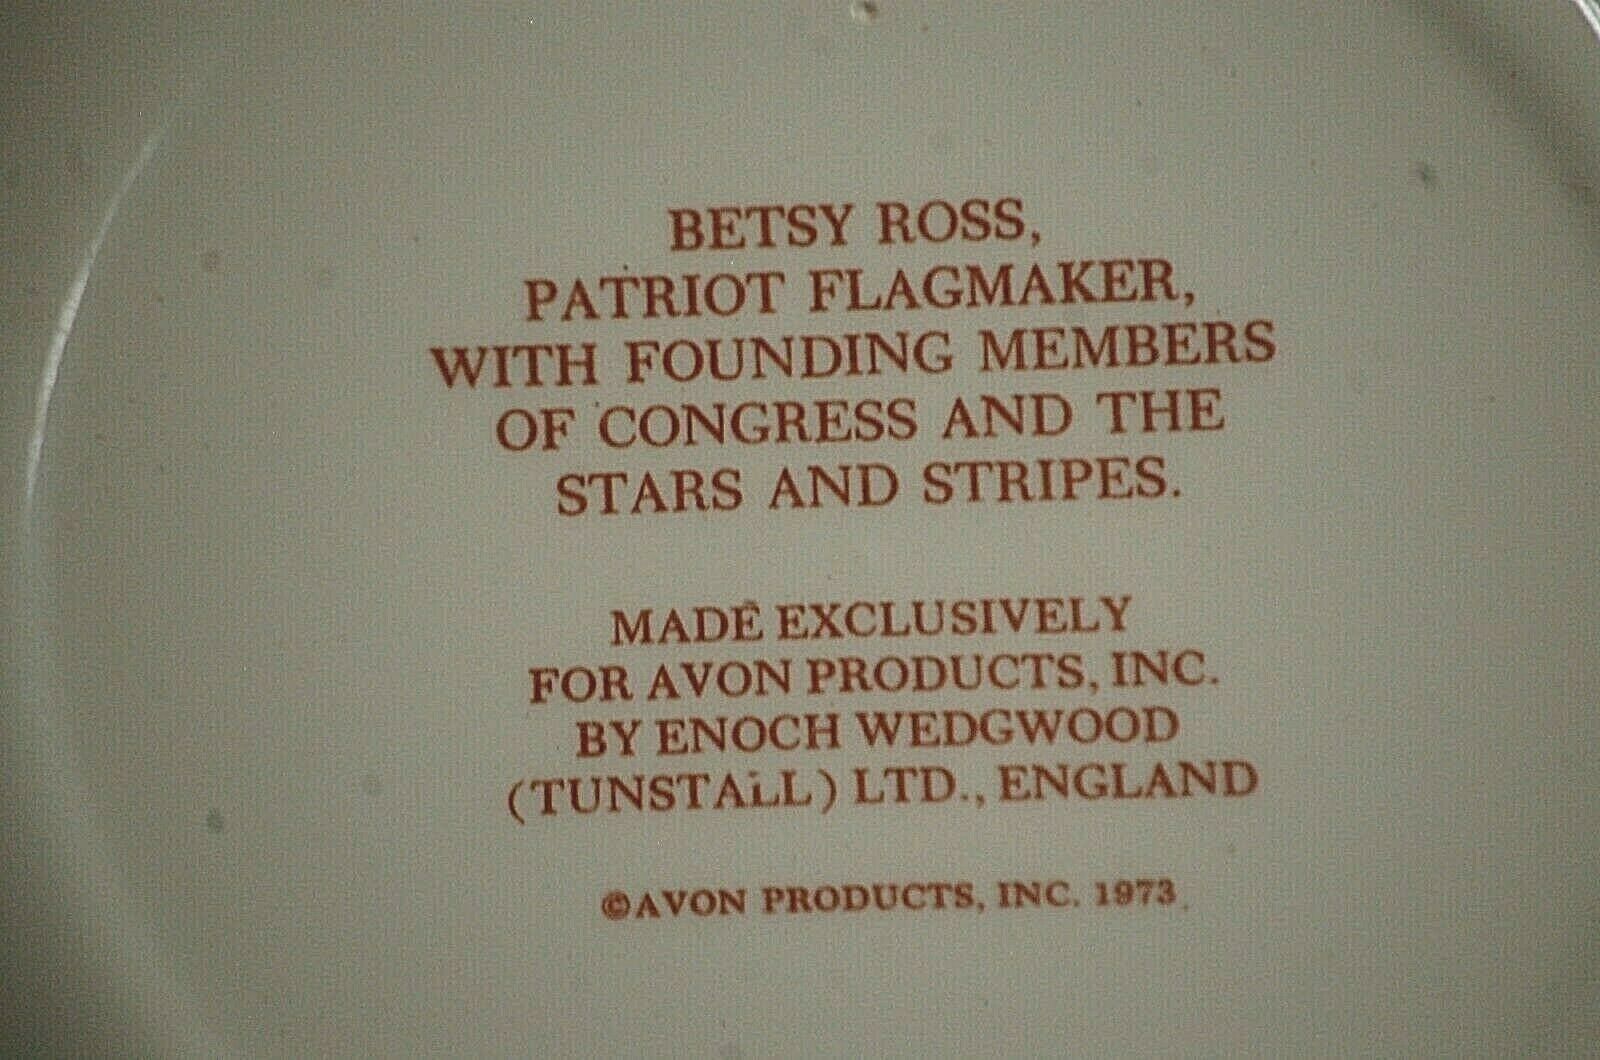 BETSY ROSS,
PATRIOT FLAGMAKER,
WITH FOUNDING MEMBERS
OF CONGRESS AND THE
STARS AND STRIPES.
MADE EXCLUSIVELY
FOR AVON PRODUCTS, INC.
BY ENOCH WEDGWOOD
(TUNSTALL) LTD., ENGLAND
©AVON PRODUCTS, INC. 1973